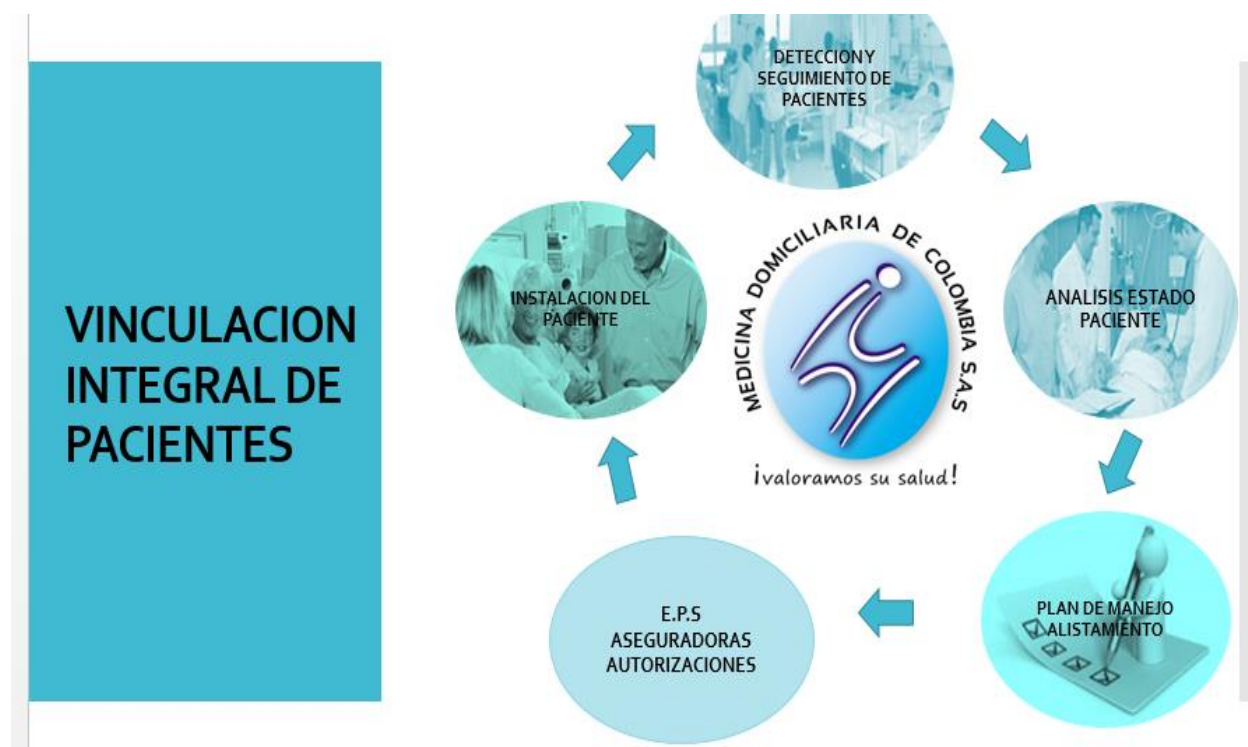 VINCULACION
INTEGRAL DE
PACIENTES
DETECCION Y
SEGUIMIENTO DE
PACIENTES
ANALISIS ESTADO
PACIENTE
PLAN DE MANEJO
ALISTAMIENTO
E.P.S
ASEGURADORAS
AUTORIZACIONES
INSTALACION DEL
PACIENTE
MEDICINA DOMICILIARIA DE COLOMBIA S.A.S
¡valoramos su salud!